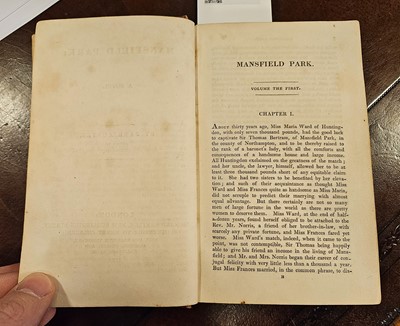 MANSFIELD PARK.
VOLUME THE FIRST.
CHAPTER I.
ABOUT thirty years ago, Miss Maria Ward of Hunting-
don, with only seven thousand pounds, had the good luck
to captivate Sir Thomas Bertram, of Mansfield Park, in
the county of Northampton, and to be thereby raised to
the rank of a baronet's lady, with all the comforts and
consequences of a handsome house and large income.
All Huntingdon exclaimed on the greatness of the match;
and her uncle, the lawyer, himself, allowed her to be at
least three thousand pounds short of any equitable claim
to it. She had two sisters to be benefited by her eleva-
tion; and such of their acquaintance as thought Miss
Ward and Miss Frances quite as handsome as Miss Maria,
did not scruple to predict their marrying with almost
equal advantage. But there certainly are not so many
men of large fortune in the world as there are pretty
women to deserve them. Miss Ward, at the end of half-
a-dozen years, found herself obliged to be attached to the
Rev. Mr. Norris, a friend of her brother-in-law, with
scarcely any private fortune, and Miss Frances fared yet
worse. Miss Ward's match, indeed, when it came to the
point, was not contemptible, Sir Thomas being happily
able to give his friend an income in the living of Mans-
field; and Mr. and Mrs. Norris began their career of con-
jugal felicity with very little less than a thousand a year.
But Miss Frances married, in the common phrase, to dis-
B